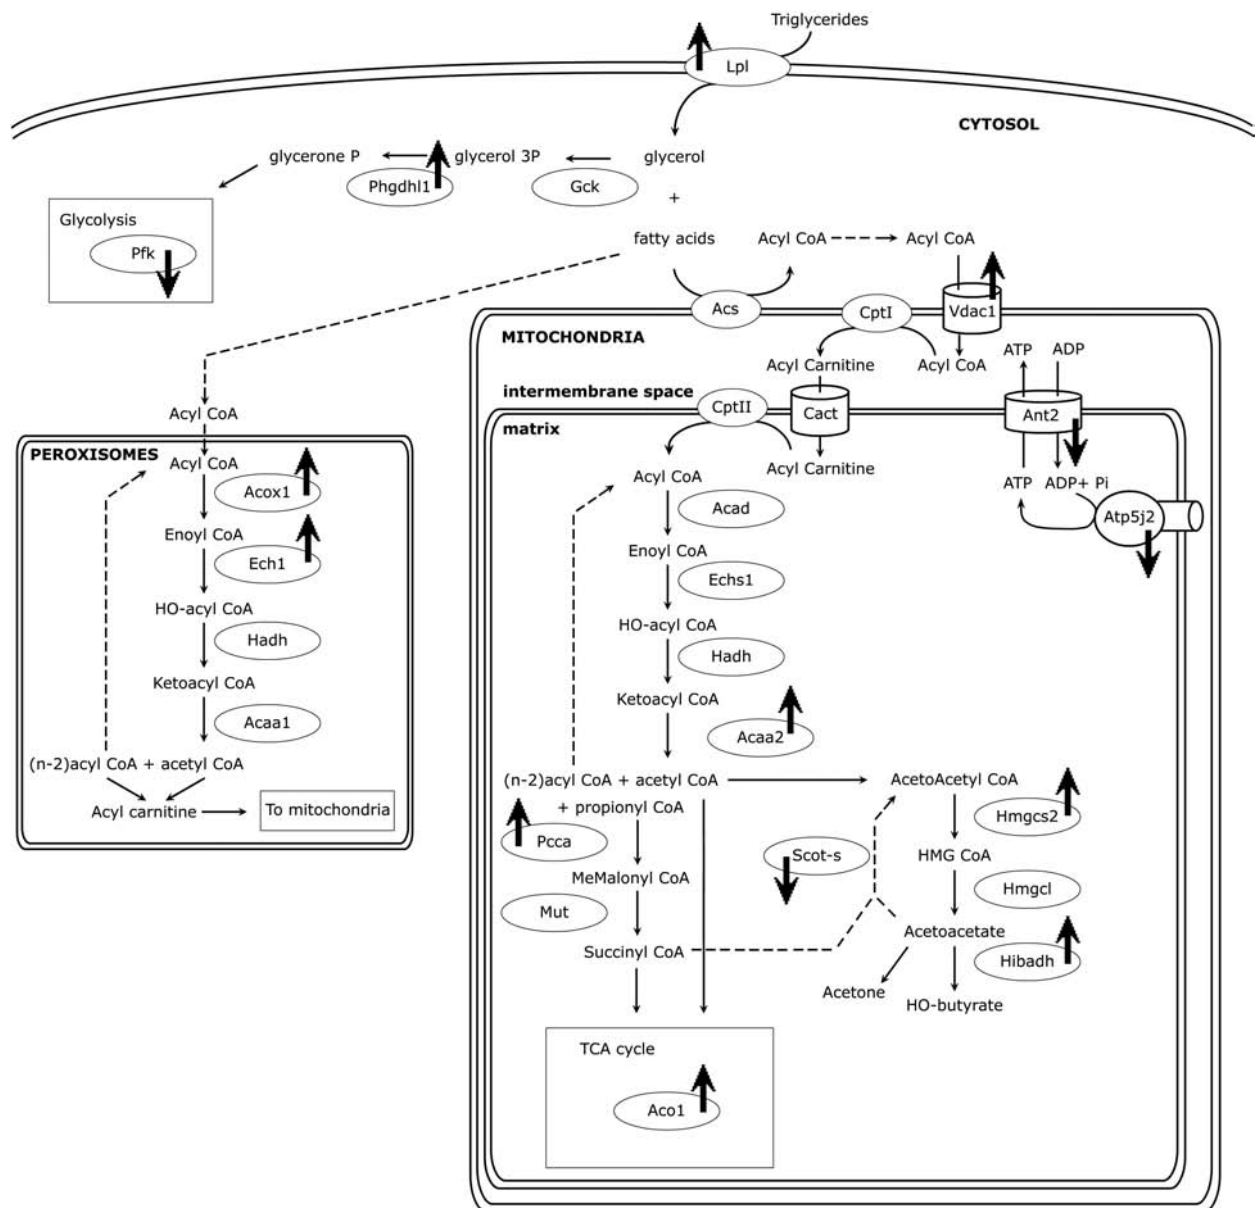 Triglycerides
Lpl
CYTOSOL
glycerone P
glycerol 3P
glycerol
Phgdhl1
Gck
+
Glycolysis
Pfk
fatty acids
Acyl CoA
Acyl CoA
Acs
CptI
Vdac1
MITOCHONDRIA
Acyl Carnitine
Acyl CoA
ATP
ADP
intermembrane space
CptII
Cact
Ant2
matrix
Acyl Carnitine
Acyl CoA
ATP
ADP+ Pi
Atp5j2
Acyl CoA
PEROXISOMES
Acyl CoA
Acox1
Enoyl CoA
Ech1
HO-acyl CoA
Hadh
Ketoacyl CoA
Acaa1
(n-2)acyl CoA + acetyl CoA
Acyl carnitine
To mitochondria
Acad
Enoyl CoA
Echs1
HO-acyl CoA
Hadh
Ketoacyl CoA
Acaa2
(n-2)acyl CoA + acetyl CoA
+ propionyl CoA
Pcca
MeMalonyl CoA
Mut
Succinyl CoA
Scot-s
AcetoAcetyl CoA
Hmgcs2
HMG CoA
Hmgcl
Acetoacetate
Hibadh
Acetone
HO-butyrate
TCA cycle
Aco1